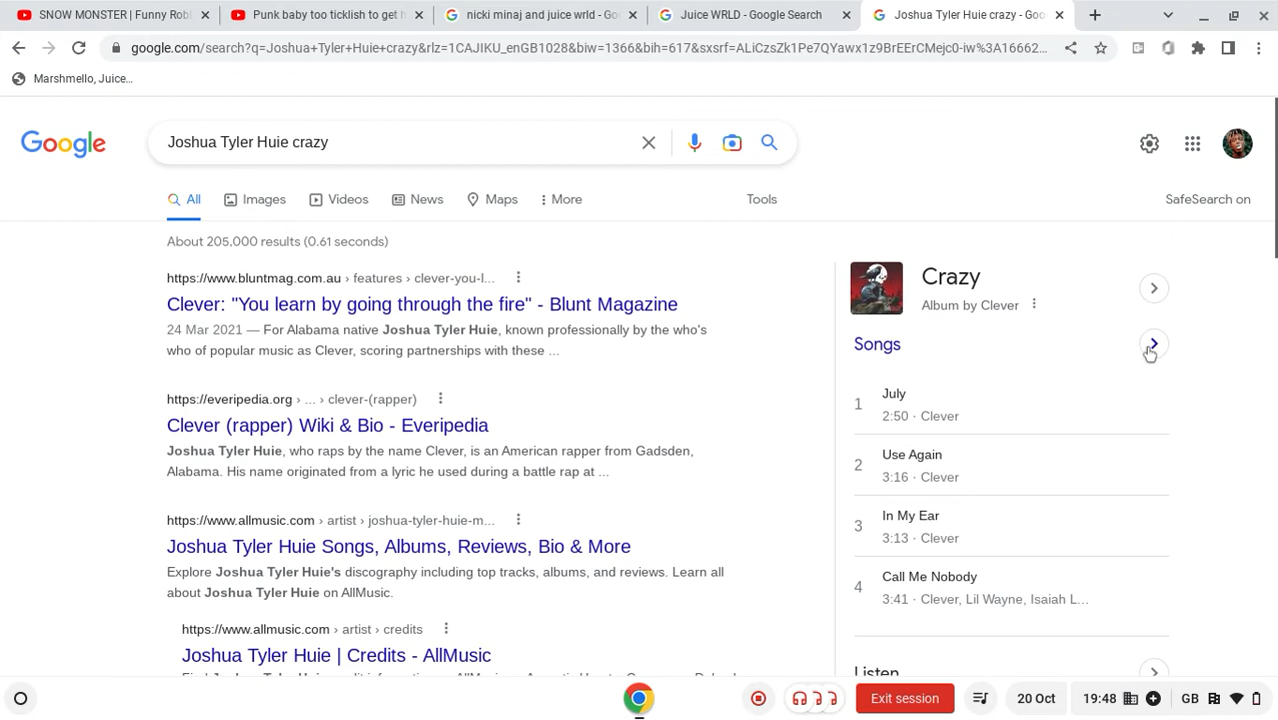 SNOW MONSTER | Funny Rob
Punk baby too ticklish to get h
nicki minaj and juice wrld - Goo
Juice WRLD - Google Search
Joshua Tyler Huie crazy - Goo
google.com/search?q=Joshua+Tyler+Huie+crazy&rlz=1CAJIKU_enGB1028&biw=1366&bih=617&sxsrf=ALiCzsZk1Pe7QYawx1z9BrEErCMejc0-iw%3A16662...
Marshmello, Juice...
Google
Joshua Tyler Huie crazy
All Images Videos News Maps More Tools SafeSearch on
About 205,000 results (0.61 seconds)
https://www.bluntmag.com.au › features › clever-you-l...
Clever: "You learn by going through the fire" - Blunt Magazine
24 Mar 2021 — For Alabama native Joshua Tyler Huie, known professionally by the who's
who of popular music as Clever, scoring partnerships with these ...
https://everipedia.org › ... › clever-(rapper)
Clever (rapper) Wiki & Bio - Everipedia
Joshua Tyler Huie, who raps by the name Clever, is an American rapper from Gadsden,
Alabama. His name originated from a lyric he used during a battle rap at ...
https://www.allmusic.com › artist › joshua-tyler-huie-m...
Joshua Tyler Huie Songs, Albums, Reviews, Bio & More
Explore Joshua Tyler Huie's discography including top tracks, albums, and reviews. Learn all
about Joshua Tyler Huie on AllMusic.
https://www.allmusic.com › artist › credits
Joshua Tyler Huie | Credits - AllMusic
Crazy
Album by Clever
Songs
1 July
2:50 · Clever
2 Use Again
3:16 · Clever
3 In My Ear
3:13 · Clever
4 Call Me Nobody
3:41 · Clever, Lil Wayne, Isaiah L...
Listen
Exit session 20 Oct 19:48 GB